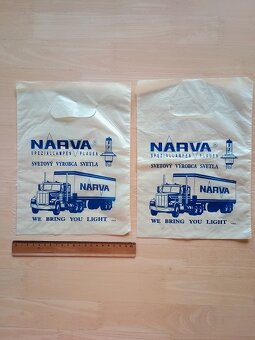 NARVA
SPEZIALLAMPEN PLAUEN
SVETOVÝ VÝROBCA SVETLA
NARVA
WE BRING YOU LIGHT ....
NARVA®
SPEZIALLAMPEN PLAUEN
SVETOVÝ VÝROBCA SVETLA
NARVA
WE BRING YOU LIGHT ....